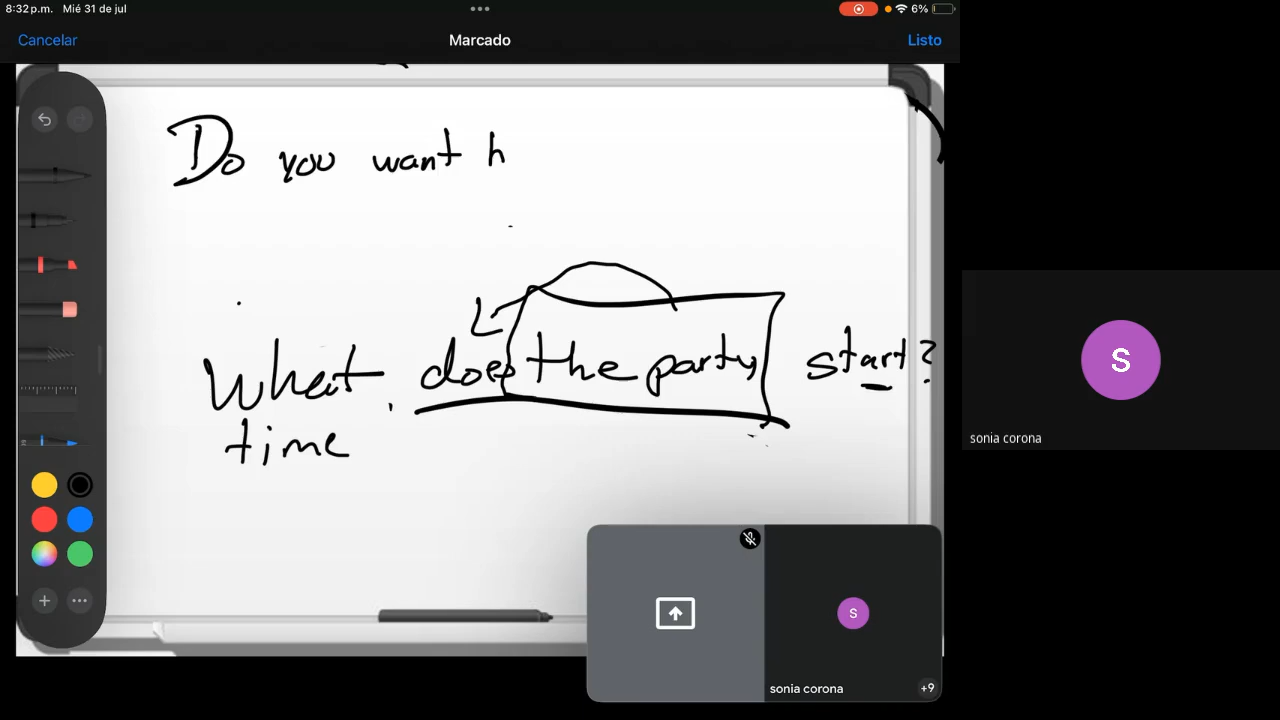 8:32 p.m. Mié 31 de jul
6%
Cancelar
Marcado
Listo
Do you want h
What does the party start?
time
S
sonia corona
S
sonia corona
+9